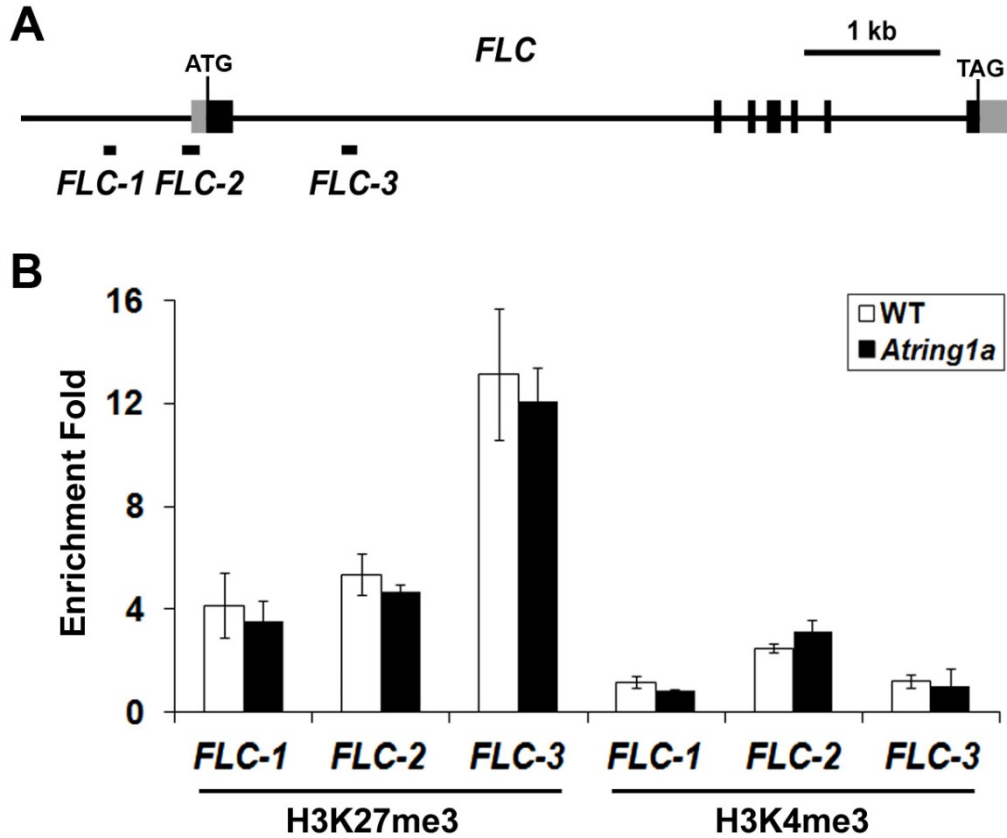 A
FLC
1 kb
ATG
TAG
FLC-1 FLC-2 FLC-3
B
Enrichment Fold
16
12
8
4
0
WT
Atring1a
FLC-1 FLC-2 FLC-3 FLC-1 FLC-2 FLC-3
H3K27me3 H3K4me3